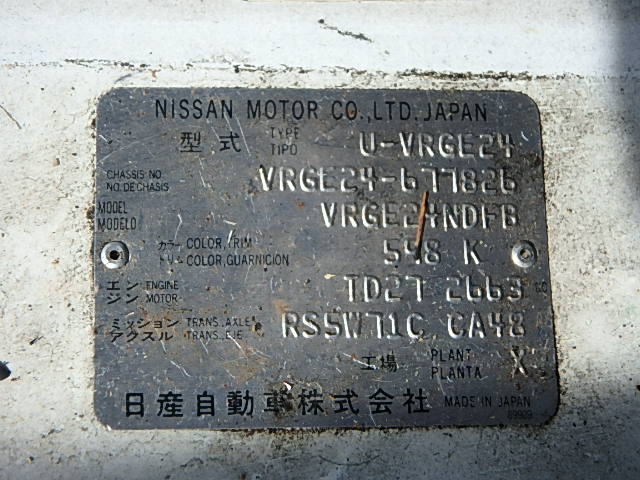 NISSAN MOTOR CO.,LTD. JAPAN
型式 TYPE TIPO U-VRGE24
CHASSIS NO. NO. DE CHASIS VRGE24-677826
MODEL MODELO VRGE24NDFB
カラー トリム COLOR,TRIM COLOR,GUARNICION 548 K
エンジン ENGINE MOTOR TD27 2663 CC
ミッション アクスル TRANS.,AXLE TRANS.,EJE RS5W71C CA48
工場 PLANT PLANTA X
日産自動車株式会社 MADE IN JAPAN